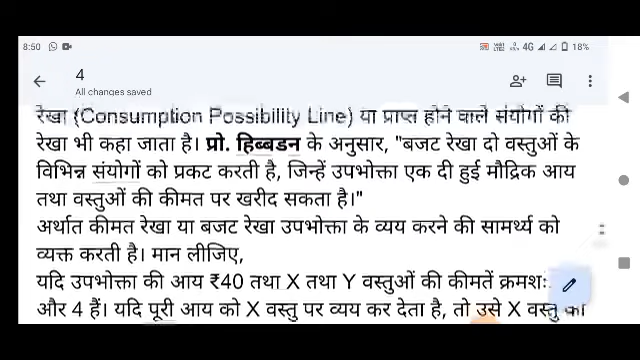 8:50
4G
18%
4
All changes saved
रेखा (Consumption Possibility Line) या प्राप्त होने वाले संयोगों की
रेखा भी कहा जाता है। प्रो. हिब्बडन के अनुसार, "बजट रेखा दो वस्तुओं के
विभिन्न संयोगों को प्रकट करती है, जिन्हें उपभोक्ता एक दी हुई मौद्रिक आय
तथा वस्तुओं की कीमत पर खरीद सकता है।"
अर्थात कीमत रेखा या बजट रेखा उपभोक्ता के व्यय करने की सामर्थ्य को
व्यक्त करती है। मान लीजिए,
यदि उपभोक्ता की आय ₹40 तथा X तथा Y वस्तुओं की कीमतें क्रमशः
और 4 हैं। यदि पूरी आय को X वस्तु पर व्यय कर देता है, तो उसे X वस्तु की